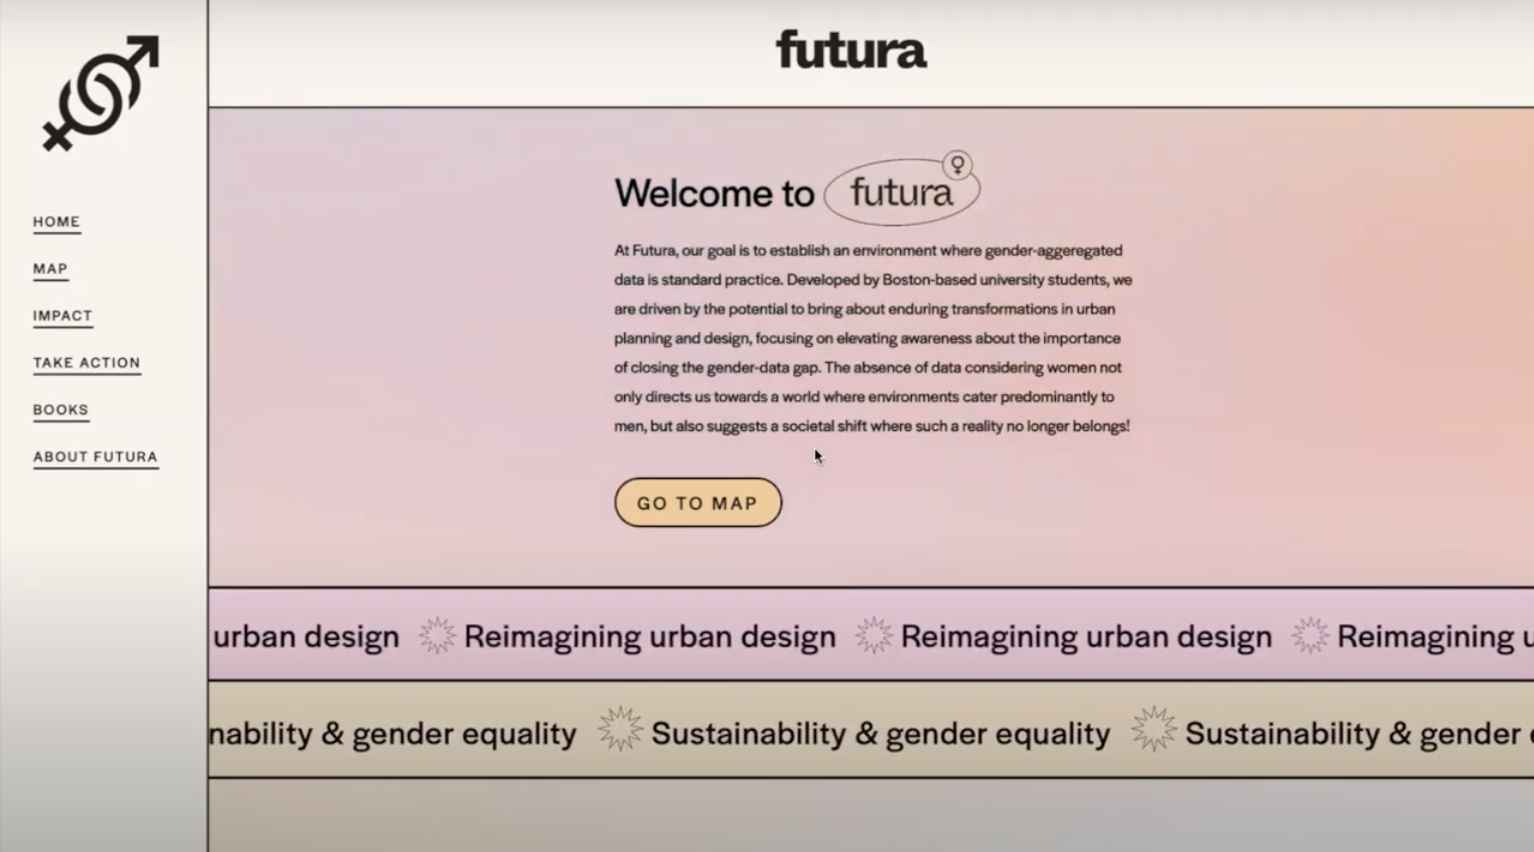 futura
HOME
MAP
IMPACT
TAKE ACTION
BOOKS
ABOUT FUTURA
Welcome to futura
At Futura, our goal is to establish an environment where gender-aggeregated
data is standard practice. Developed by Boston-based university students, we
are driven by the potential to bring about enduring transformations in urban
planning and design, focusing on elevating awareness about the importance
of closing the gender-data gap. The absence of data considering women not
only directs us towards a world where environments cater predominantly to
men, but also suggests a societal shift where such a reality no longer belongs!
GO TO MAP
urban design Reimagining urban design Reimagining urban design Reimagining u
nability & gender equality Sustainability & gender equality Sustainability & gender e